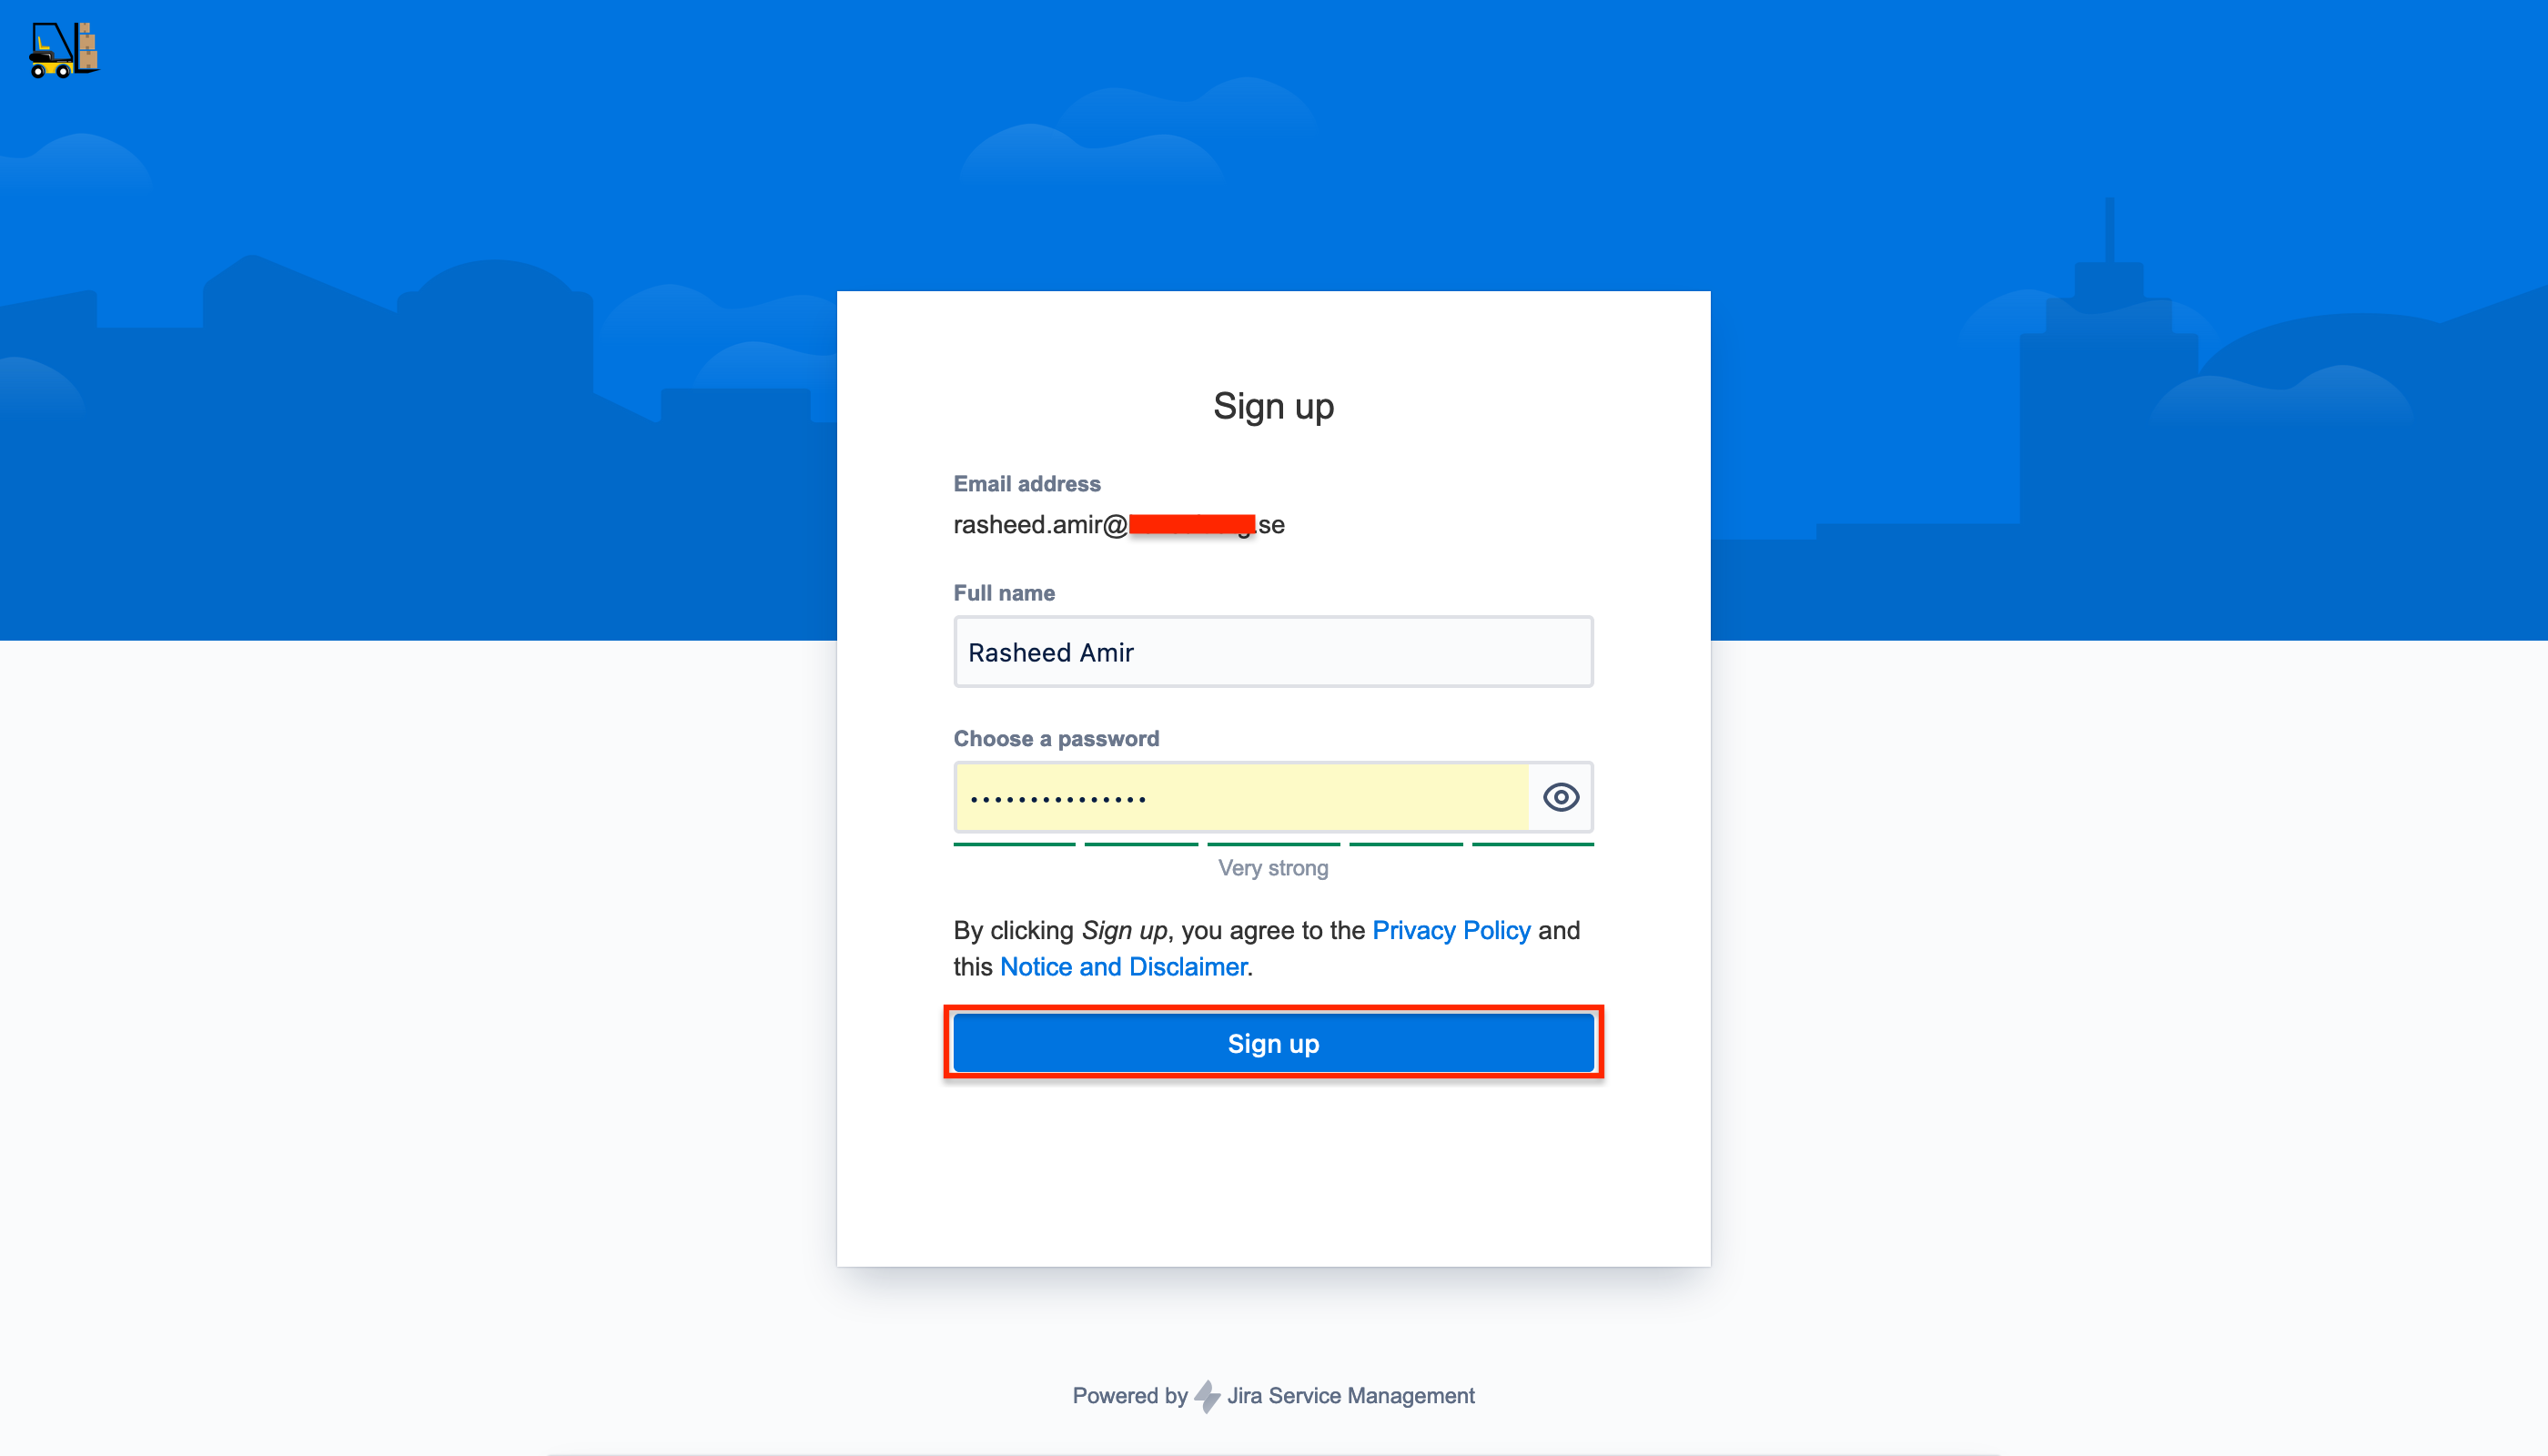 Sign up
Email address
rasheed.amir@ .se
Full name
Rasheed Amir
Choose a password
•••••••••••••••
Very strong
By clicking Sign up, you agree to the Privacy Policy and
this Notice and Disclaimer.
Sign up
Powered by Jira Service Management